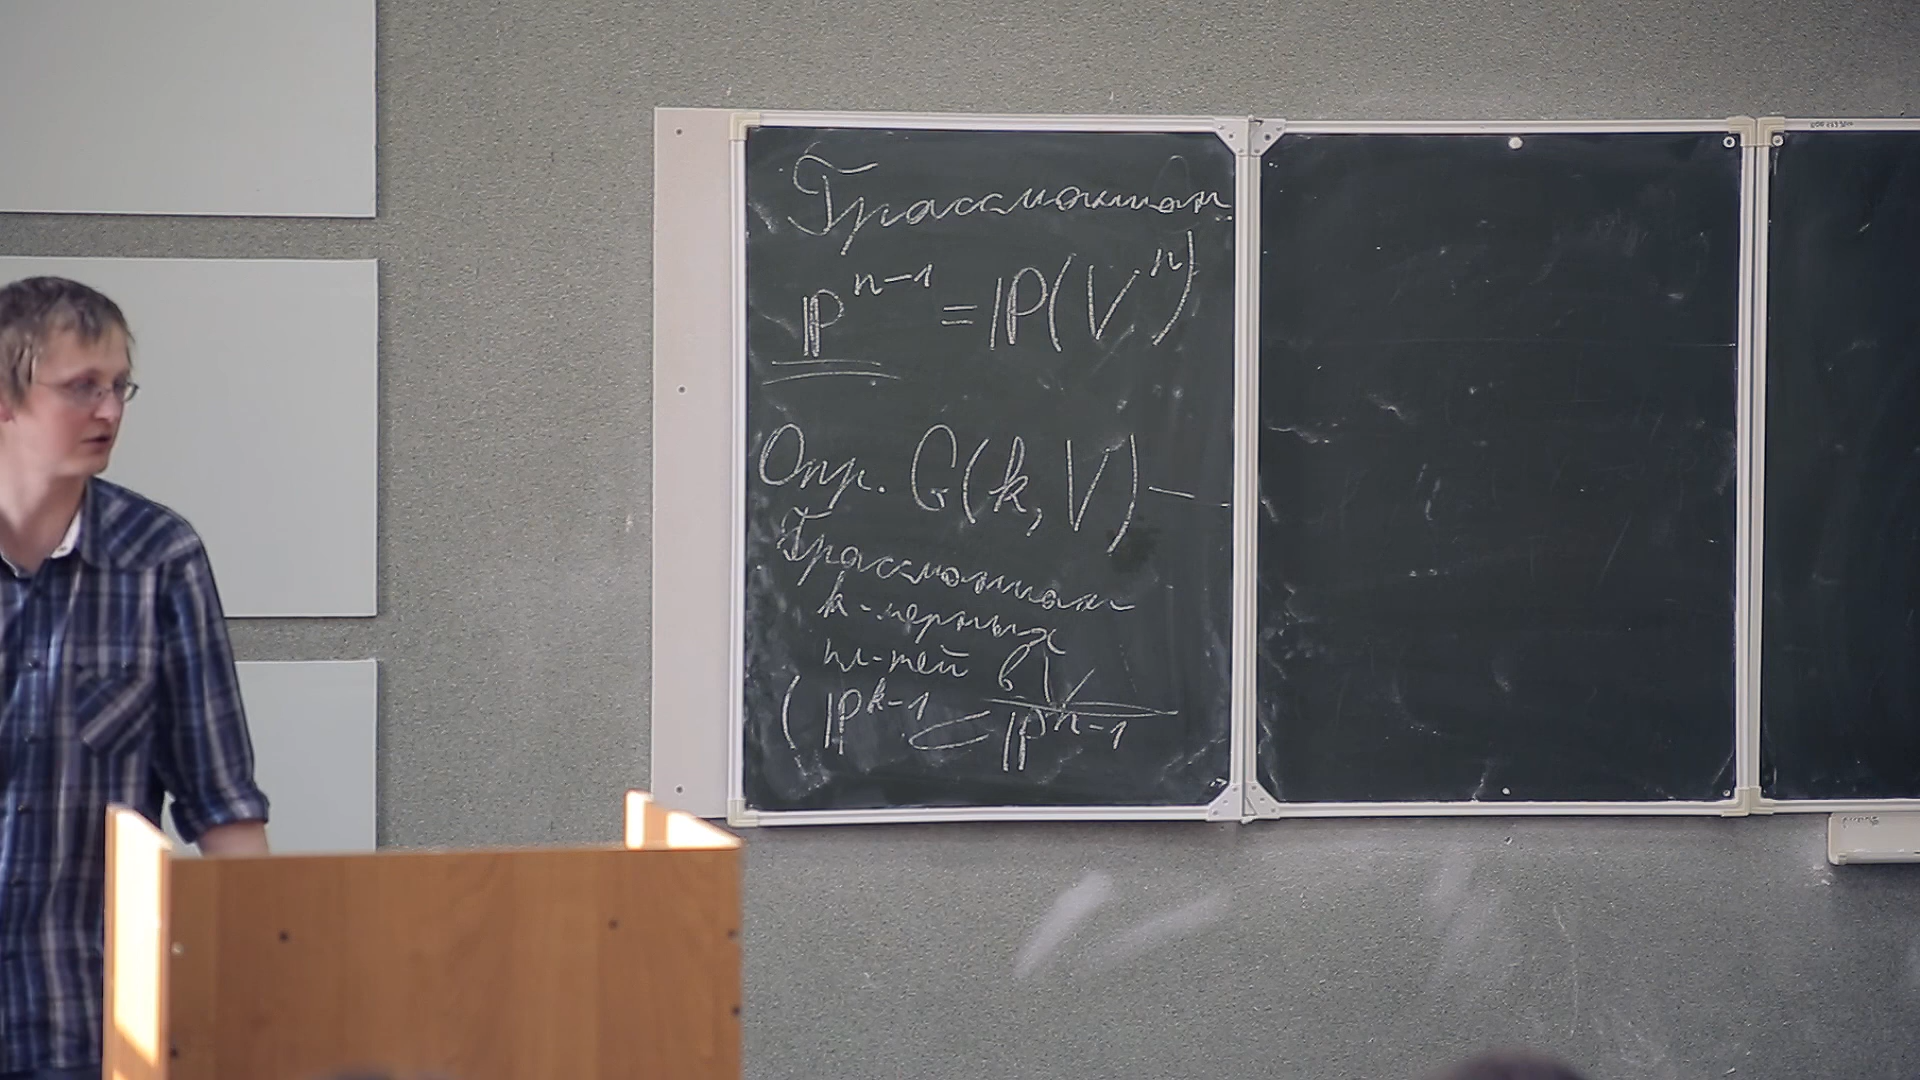 Грассманиан
ℙ^{n-1} = ℙ(V^n)
Опр. G(k, V) —
Грассманиан
k-мерных
пл-тей в V
(ℙ^{k-1} ⊂ ℙ^{n-1}